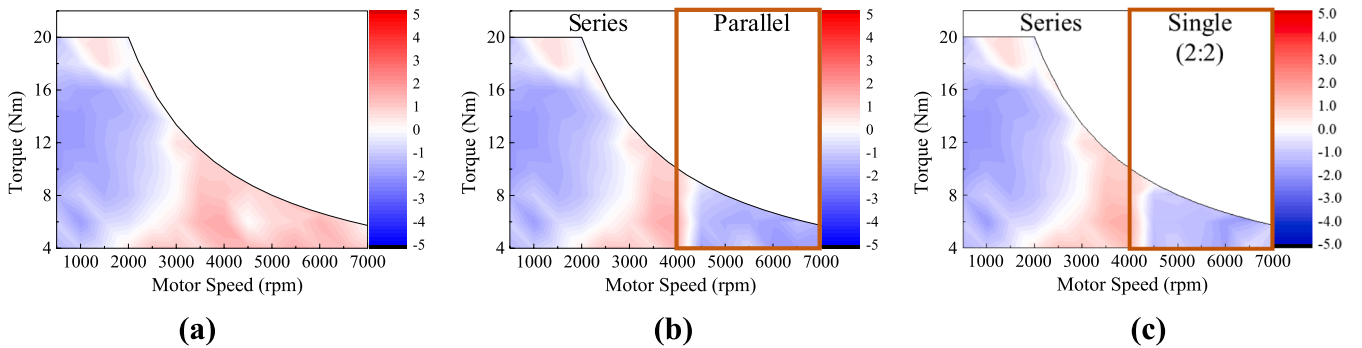 Series Parallel Series Single
(2:2)
20 5 20 5 20 5.0
4 4 4.0
16 3 16 3 16 3.0
2 2 2.0
12 1 12 1 12 1.0
0 0 0.0
-1 -1 -1.0
8 -2 8 -2 8 -2.0
-3 -3 -3.0
-4 -4 -4.0
4 -5 4 -5 4 -5.0
Torque (Nm) Torque (Nm) Torque (Nm)
1000 2000 3000 4000 5000 6000 7000 1000 2000 3000 4000 5000 6000 7000 1000 2000 3000 4000 5000 6000 7000
Motor Speed (rpm) Motor Speed (rpm) Motor Speed (rpm)
(a) (b) (c)